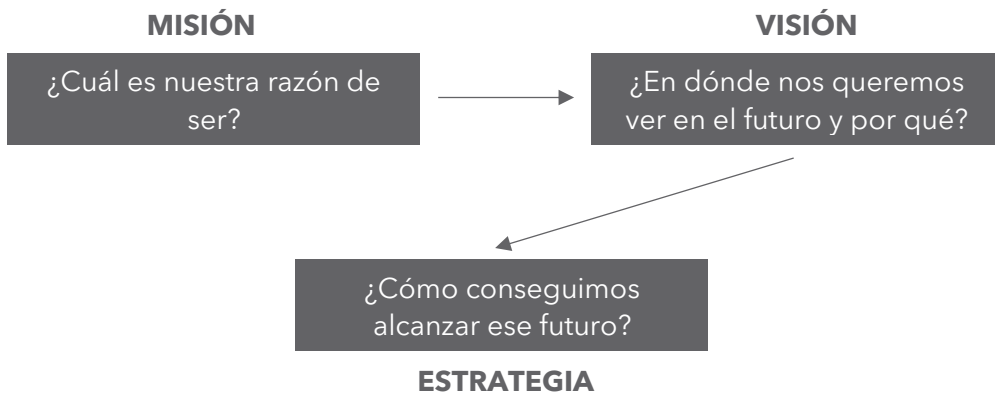 MISIÓN
¿Cuál es nuestra razón de
ser?
VISIÓN
¿En dónde nos queremos
ver en el futuro y por qué?
¿Cómo conseguimos
alcanzar ese futuro?
ESTRATEGIA